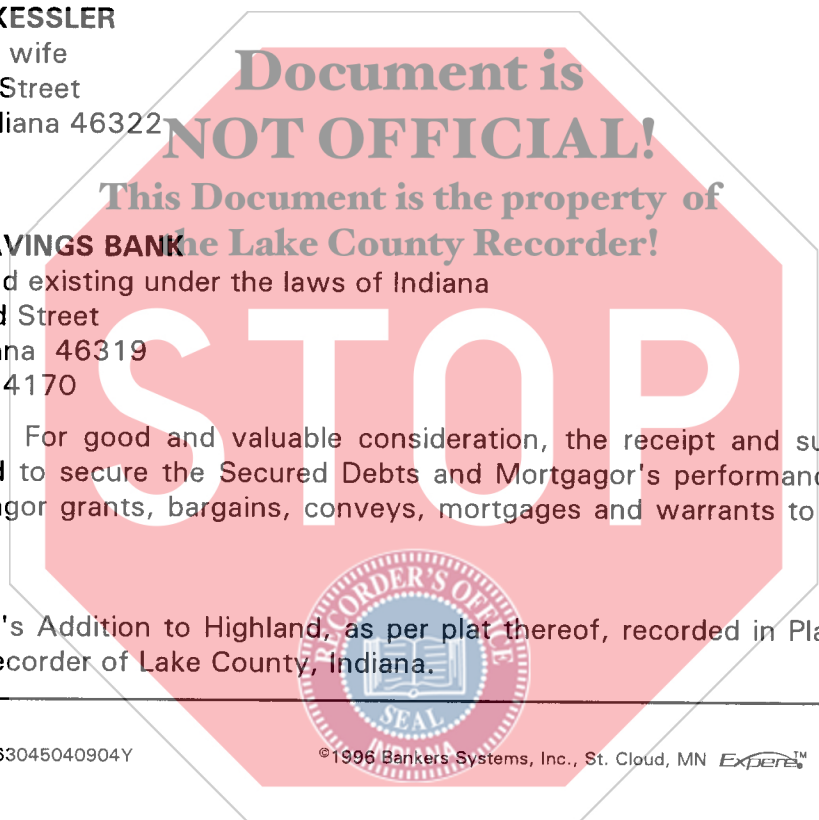 KESSLER
wife
Street
diana 46322
Document is
NOT OFFICIAL!
This Document is the property of
the Lake County Recorder!
AVINGS BANK
d existing under the laws of Indiana
d Street
ana 46319
4170
STOP
For good and valuable consideration, the receipt and su
d to secure the Secured Debts and Mortgagor's performanc
gor grants, bargains, conveys, mortgages and warrants to
's Addition to Highland, as per plat thereof, recorded in Pla
ecorder of Lake County, Indiana.
RECORDER'S OFFICE
SEAL
INDIANA
63045040904Y
©1996 Bankers Systems, Inc., St. Cloud, MN Expere™